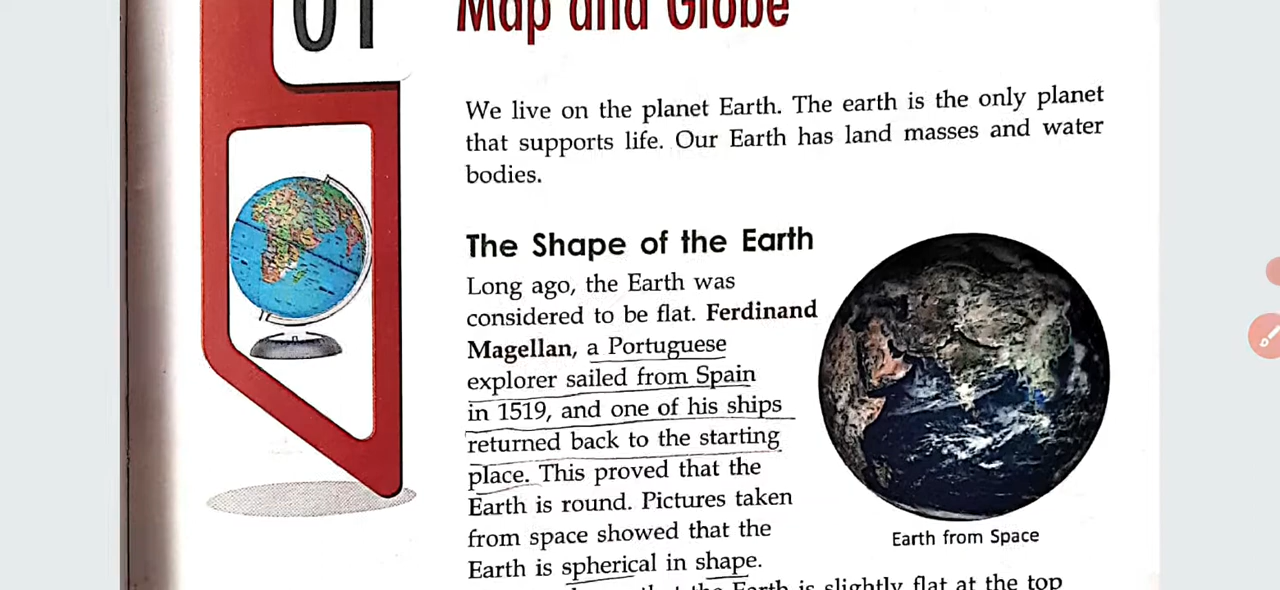 01
Map and Globe
We live on the planet Earth. The earth is the only planet
that supports life. Our Earth has land masses and water
bodies.
The Shape of the Earth
Long ago, the Earth was
considered to be flat. Ferdinand
Magellan, a Portuguese
explorer sailed from Spain
in 1519, and one of his ships
returned back to the starting
place. This proved that the
Earth is round. Pictures taken
from space showed that the
Earth is spherical in shape.
Earth from Space
that the Earth is slightly flat at the top